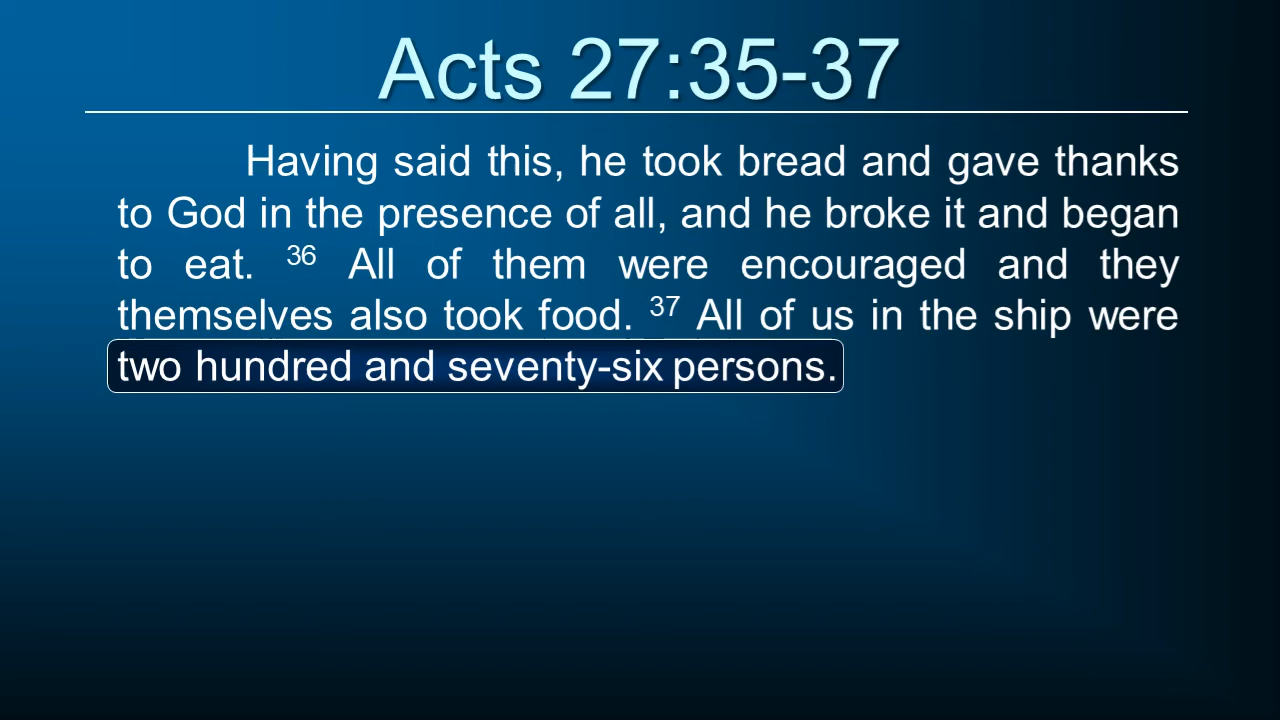 Acts 27:35-37
Having said this, he took bread and gave thanks
to God in the presence of all, and he broke it and began
to eat. 36 All of them were encouraged and they
themselves also took food. 37 All of us in the ship were
two hundred and seventy-six persons.